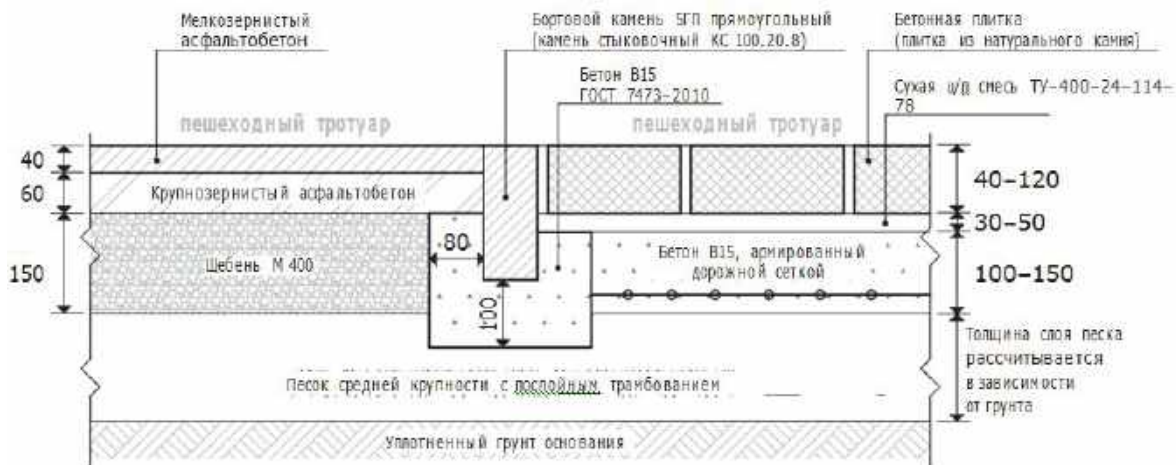 Мелкозернистый
асфальтобетон
Бортовой камень 5ГП прямоугольный
(камень стыковочный КС 100.20.8)
Бетонная плитка
(плитка из натурального камня)
Бетон В15
ГОСТ 7473-2010
Сухая ц/п смесь ТУ-400-24-114-
78
пешеходный тротуар
пешеходный тротуар
40
60
150
Крупнозернистый асфальтобетон
Щебень М 400
80
100
Бетон В15, армированный
дорожной сеткой
40-120
30-50
100-150
Толщина слоя песка
рассчитывается
в зависимости
от грунта
Песок средней крупности с послойным трамбованием
Уплотненный грунт основания